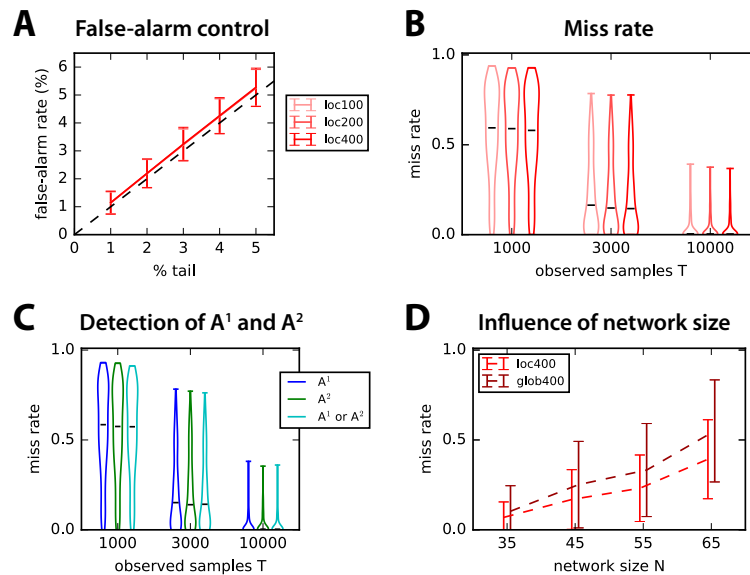 A
False-alarm control
false-alarm rate (%)
6
5
4
3
2
1
0
0 1 2 3 4 5
% tail
loc100
loc200
loc400
B
Miss rate
miss rate
1.0
0.5
0.0
1000 3000 10000
observed samples T
C
Detection of A¹ and A²
miss rate
1.0
0.5
0.0
1000 3000 10000
observed samples T
A¹
A²
A¹ or A²
D
Influence of network size
miss rate
1.0
0.5
0.0
35 45 55 65
network size N
loc400
glob400